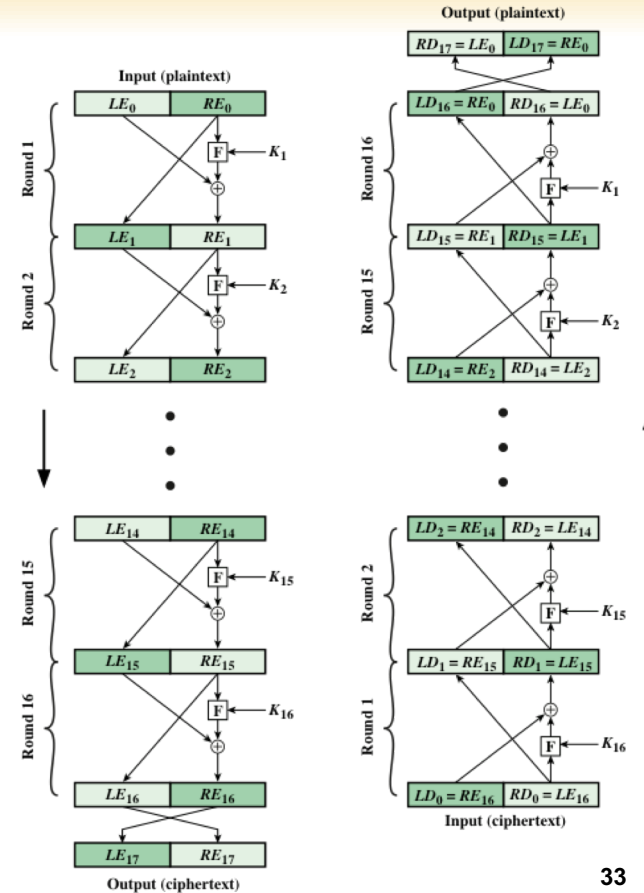 Input (plaintext)
LE0 RE0
F K1
Round 1
LE1 RE1
F K2
Round 2
LE2 RE2
LE14 RE14
F K15
Round 15
LE15 RE15
F K16
Round 16
LE16 RE16
LE17 RE17
Output (ciphertext)
Output (plaintext)
RD17 = LE0 LD17 = RE0
LD16 = RE0 RD16 = LE0
Round 16
F K1
LD15 = RE1 RD15 = LE1
Round 15
F K2
LD14 = RE2 RD14 = LE2
LD2 = RE14 RD2 = LE14
Round 2
F K15
LD1 = RE15 RD1 = LE15
Round 1
F K16
LD0 = RE16 RD0 = LE16
Input (ciphertext)
33